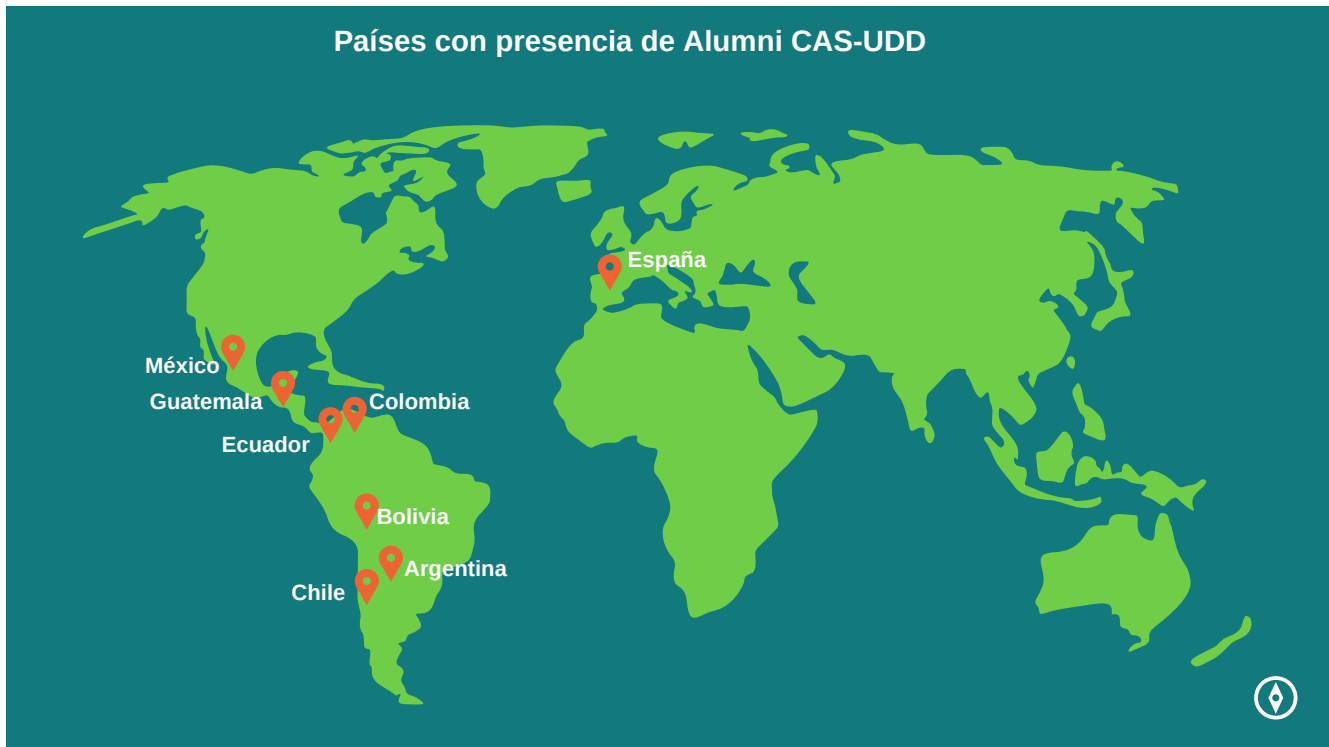 Países con presencia de Alumni CAS-UDD
España
México
Guatemala
Colombia
Ecuador
Bolivia
Argentina
Chile